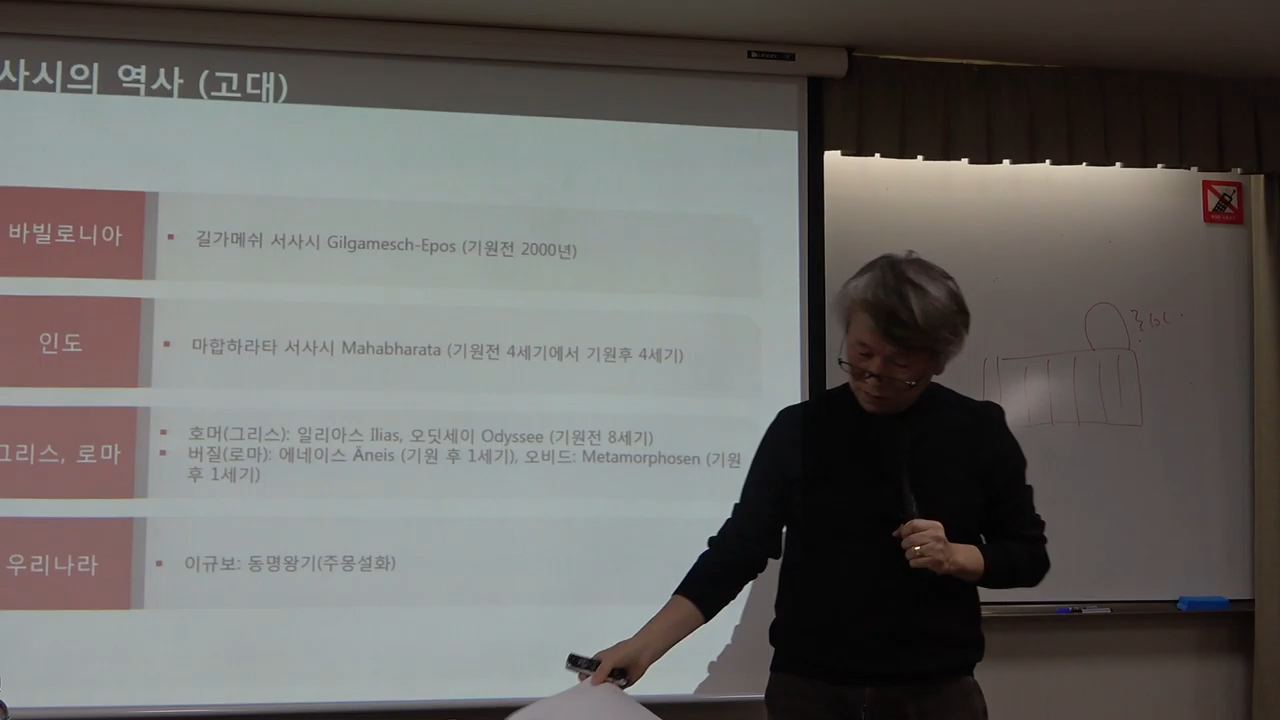 사시의 역사 (고대)
바빌로니아
▪ 길가메쉬 서사시 Gilgamesch-Epos (기원전 2000년)
인도
▪ 마합하라타 서사시 Mahabharata (기원전 4세기에서 기원후 4세기)
그리스, 로마
▪ 호머(그리스): 일리아스 Ilias, 오딧세이 Odyssee (기원전 8세기)
▪ 버질(로마): 에네이스 Äneis (기원 후 1세기), 오비드: Metamorphosen (기원
후 1세기)
우리나라
▪ 이규보: 동명왕기(주몽설화)